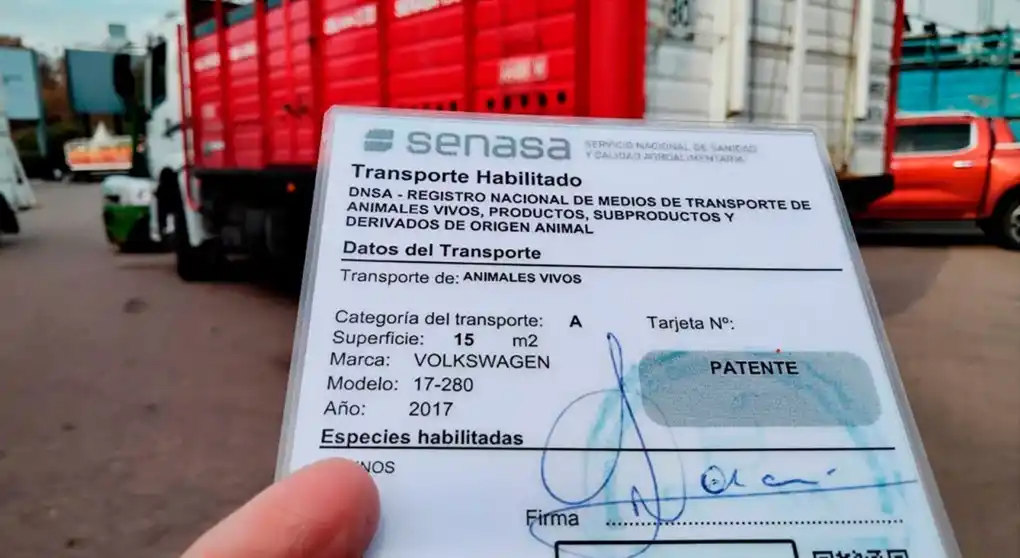 senasa
SERVICIO NACIONAL DE SANIDAD
Y CALIDAD AGROALIMENTARIA
Transporte Habilitado
DNSA - REGISTRO NACIONAL DE MEDIOS DE TRANSPORTE DE
ANIMALES VIVOS, PRODUCTOS, SUBPRODUCTOS Y
DERIVADOS DE ORIGEN ANIMAL
Datos del Transporte
Transporte de: ANIMALES VIVOS
Categoría del transporte: A
Tarjeta Nº:
Superficie: 15 m2
Marca: VOLKSWAGEN
PATENTE
Modelo: 17-280
Año: 2017
Especies habilitadas
NOS
Firma